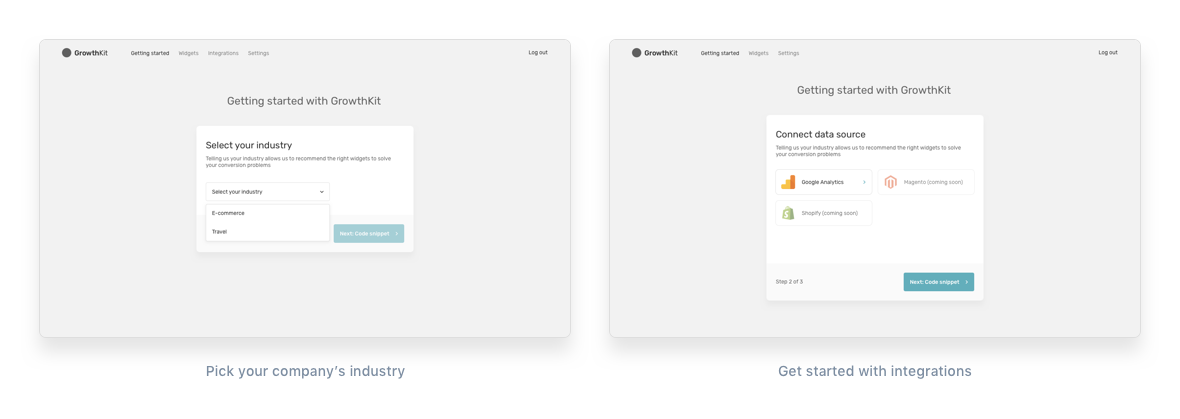 GrowthKit Getting started Widgets Integrations Settings Log out
Getting started with GrowthKit
Select your industry
Telling us your industry allows us to recommend the right widgets to solve
your conversion problems
Select your industry
E-commerce
Travel
Next: Code snippet
Pick your company's industry
GrowthKit Getting started Widgets Settings Log out
Getting started with GrowthKit
Connect data source
Telling us your industry allows us to recommend the right widgets to solve
your conversion problems
Google Analytics
Magento (coming soon)
Shopify (coming soon)
Step 2 of 3
Next: Code snippet
Get started with integrations